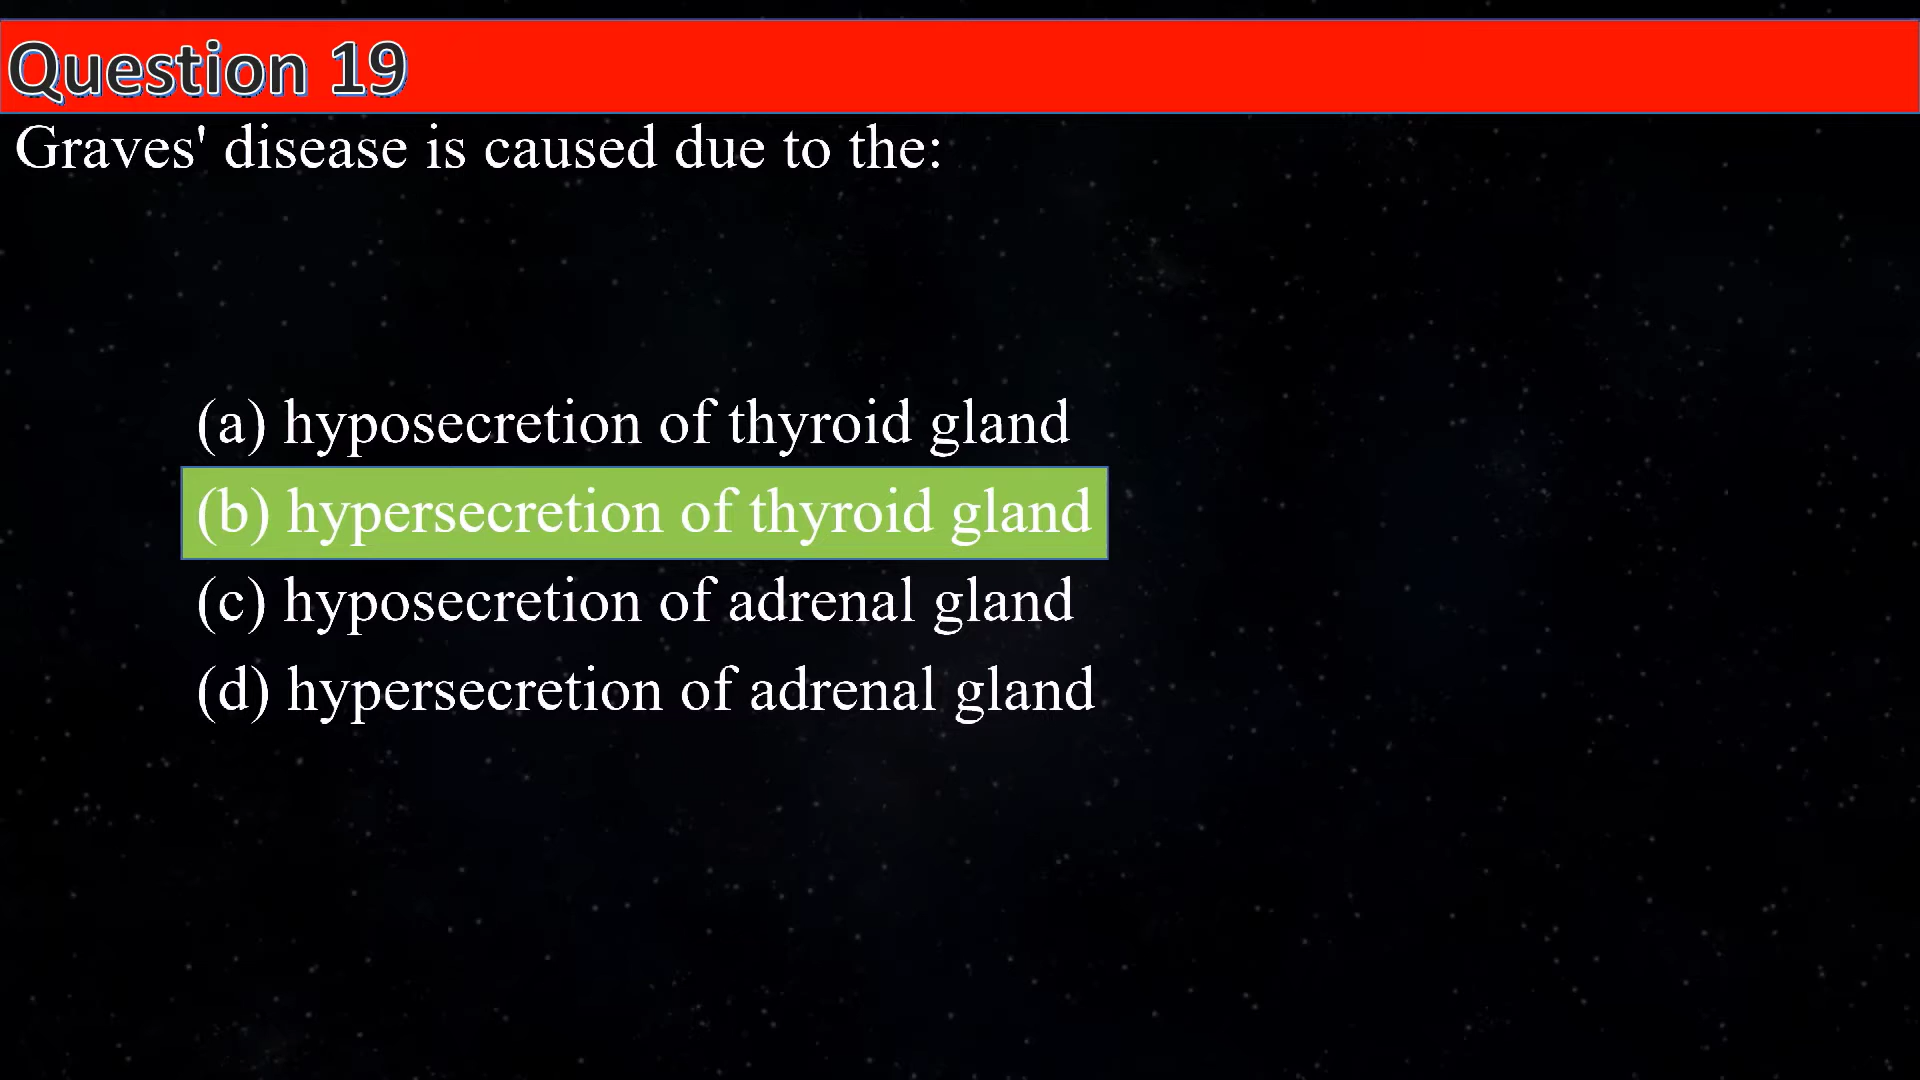 Question 19
Graves' disease is caused due to the:
(a) hyposecretion of thyroid gland
(b) hypersecretion of thyroid gland
(c) hyposecretion of adrenal gland
(d) hypersecretion of adrenal gland